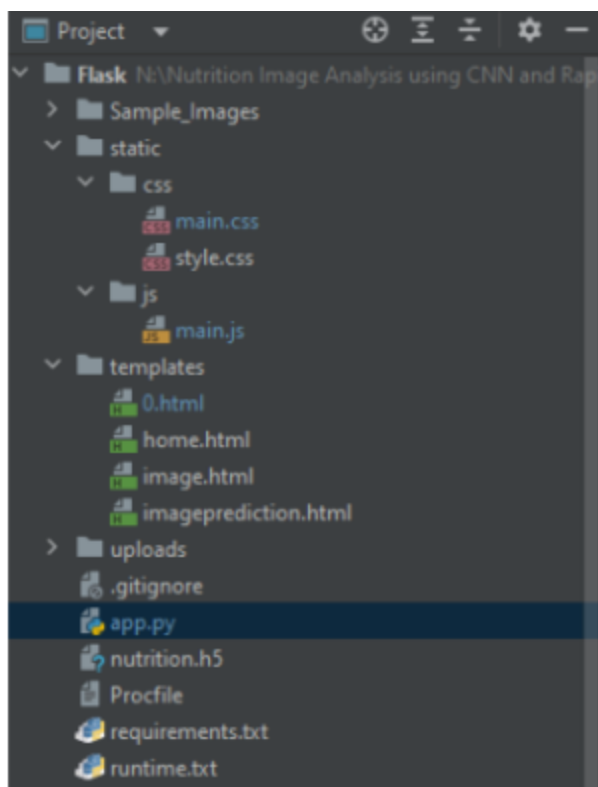 Project
Flask N:\Nutrition Image Analysis using CNN and Rap
Sample_Images
static
css
main.css
style.css
js
main.js
templates
0.html
home.html
image.html
imageprediction.html
uploads
.gitignore
app.py
nutrition.h5
Procfile
requirements.txt
runtime.txt